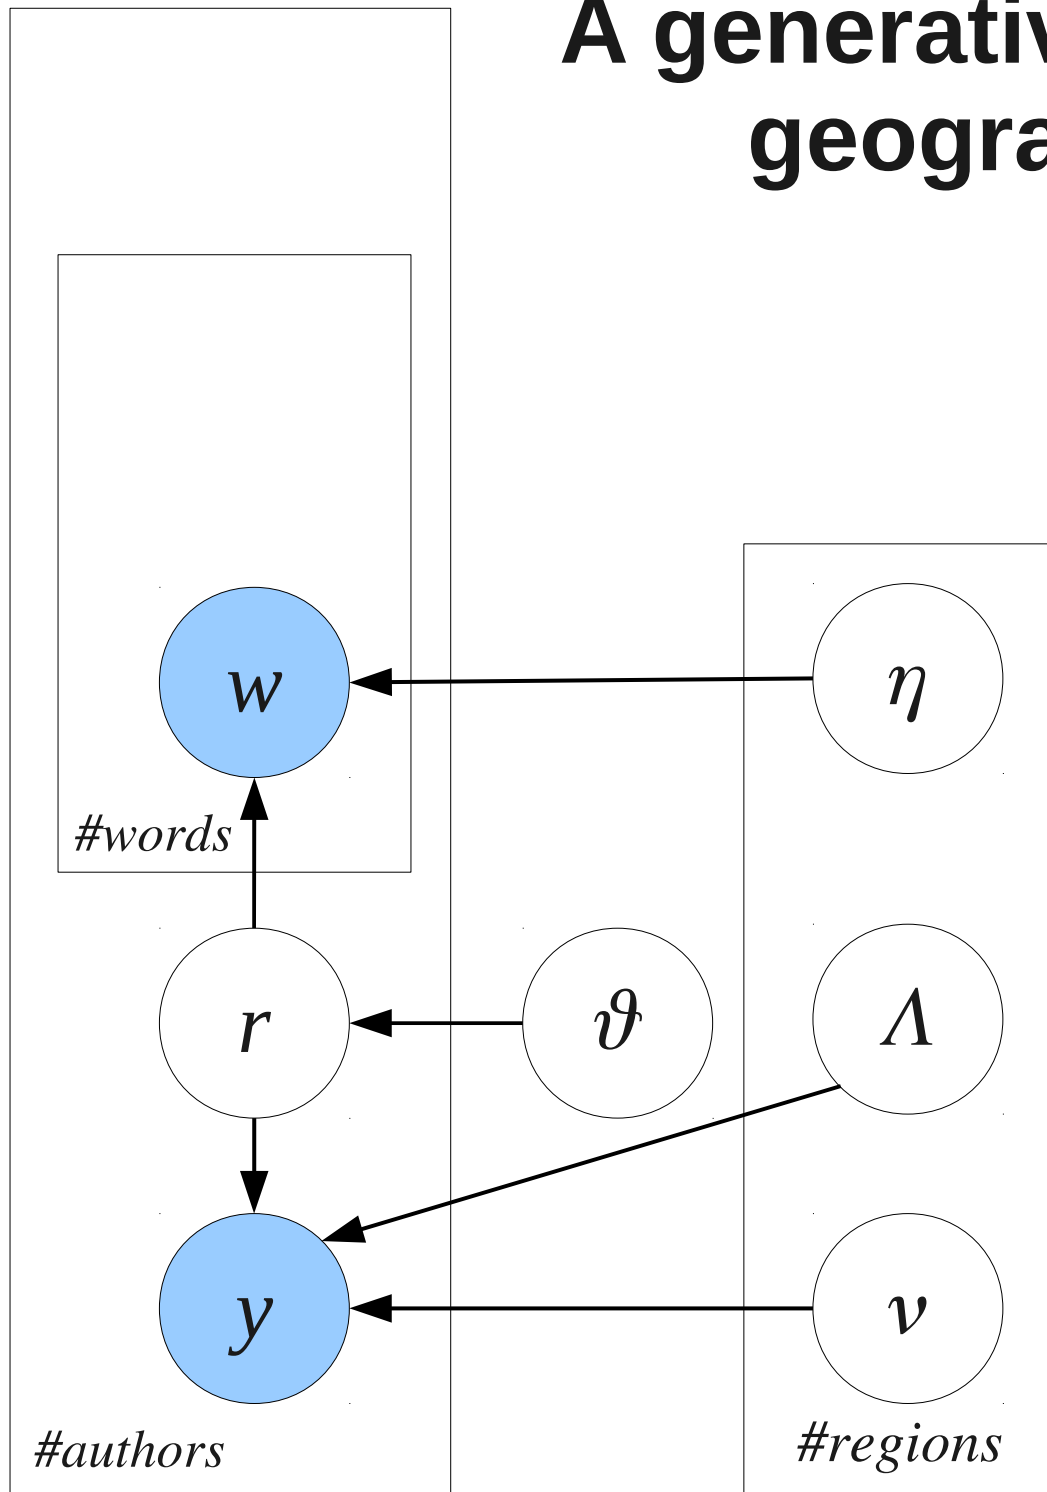 A generativ
geogra
w
η
#words
r
ϑ
Λ
y
ν
#authors
#regions